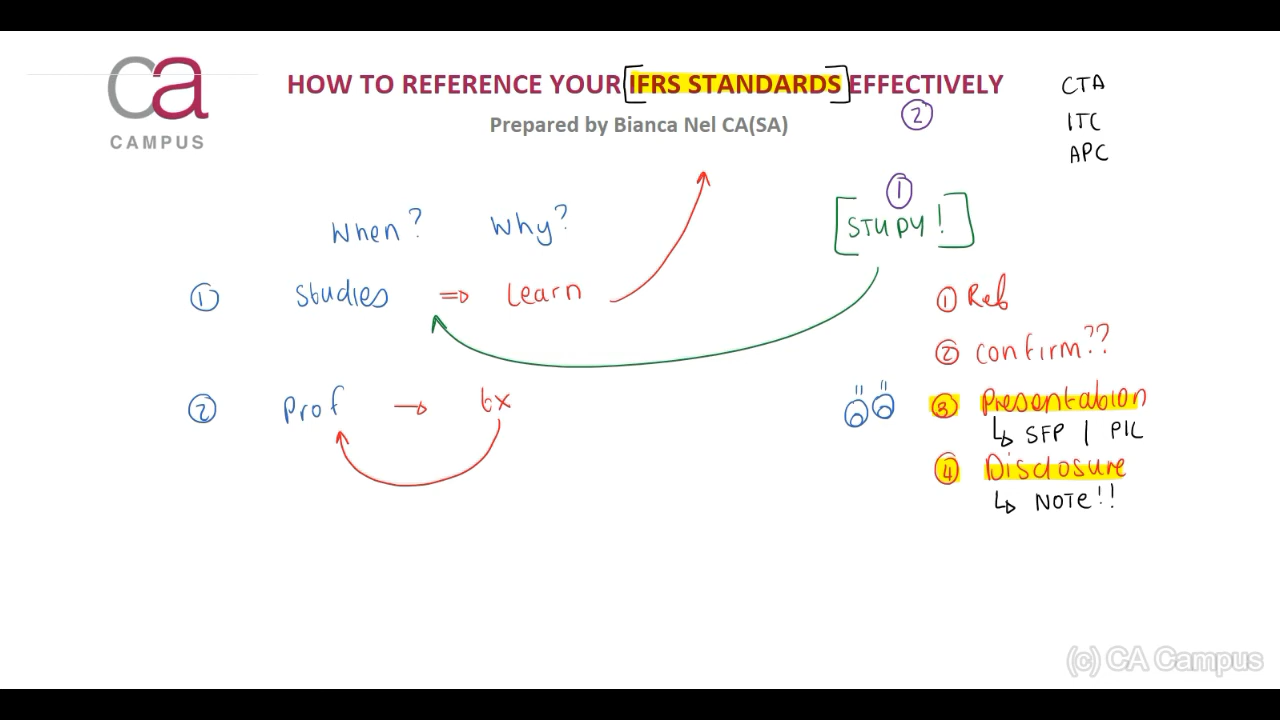 ca
CAMPUS
HOW TO REFERENCE YOUR [IFRS STANDARDS] EFFECTIVELY
Prepared by Bianca Nel CA(SA)
②
CTA
ITC
APC
①
[STUDY!]
When? Why?
① Studies ⇒ Learn
① Ref
② Confirm??
② Prof → tx
③ Presentation
↳ SFP | PIL
④ Disclosure
↳ NOTE!!
(c) CA Campus